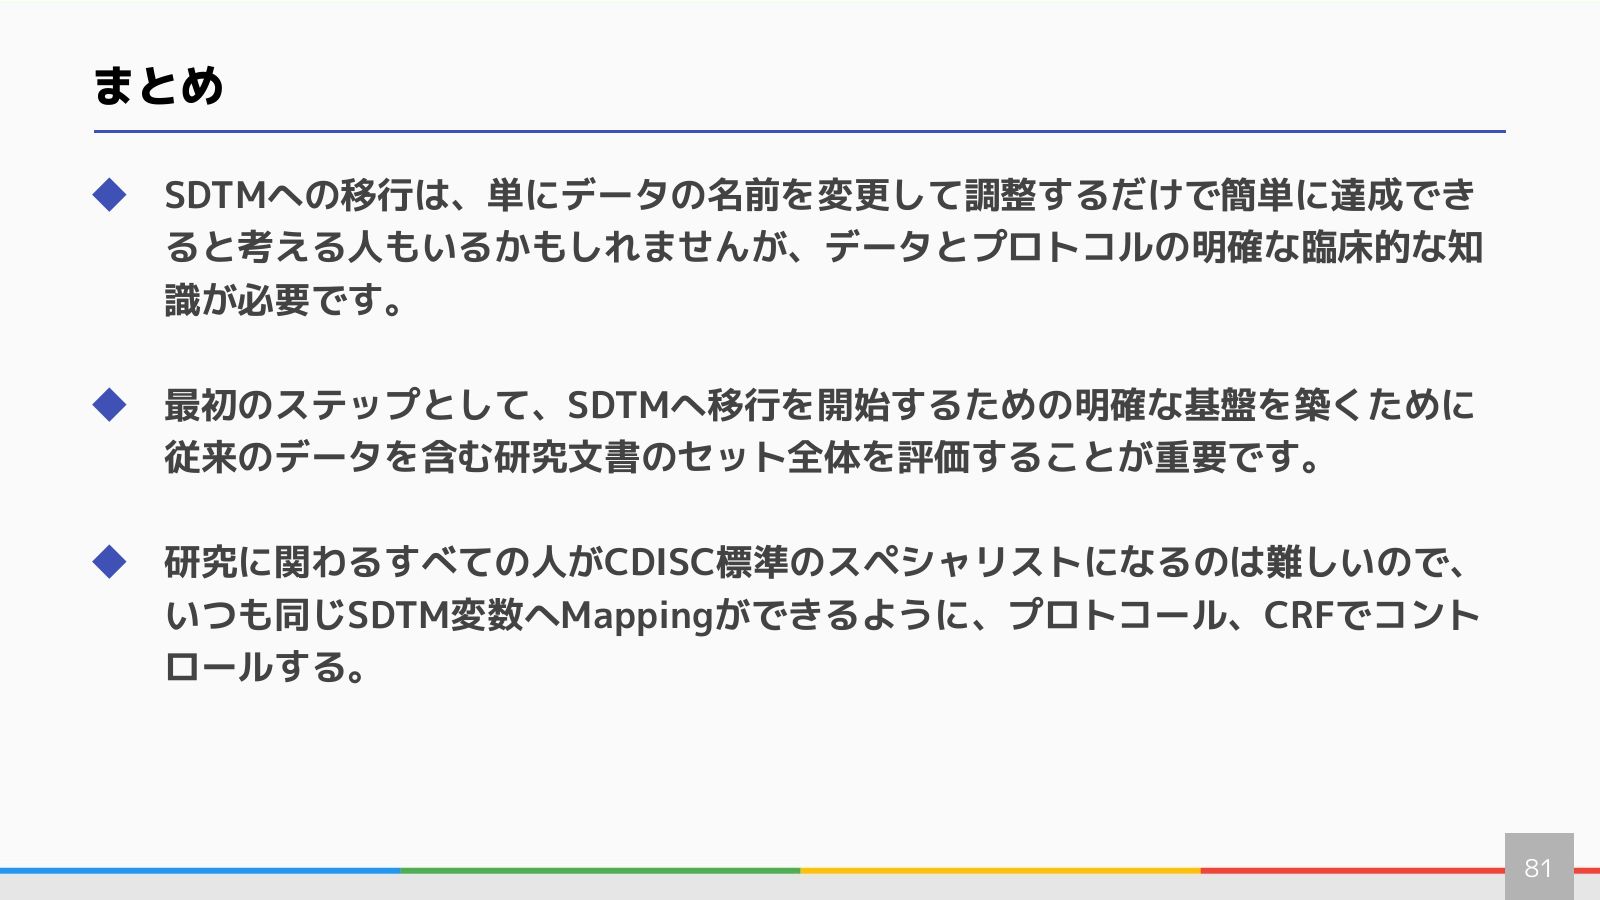 まとめ
SDTMへの移行は、単にデータの名前を変更して調整するだけで簡単に達成でき
ると考える人もいるかもしれませんが、データとプロトコルの明確な臨床的な知
識が必要です。
最初のステップとして、SDTMへ移行を開始するための明確な基盤を築くために
従来のデータを含む研究文書のセット全体を評価することが重要です。
研究に関わるすべての人がCDISC標準のスペシャリストになるのは難しいので、
いつも同じSDTM変数へMappingができるように、プロトコール、CRFでコント
ロールする。
81